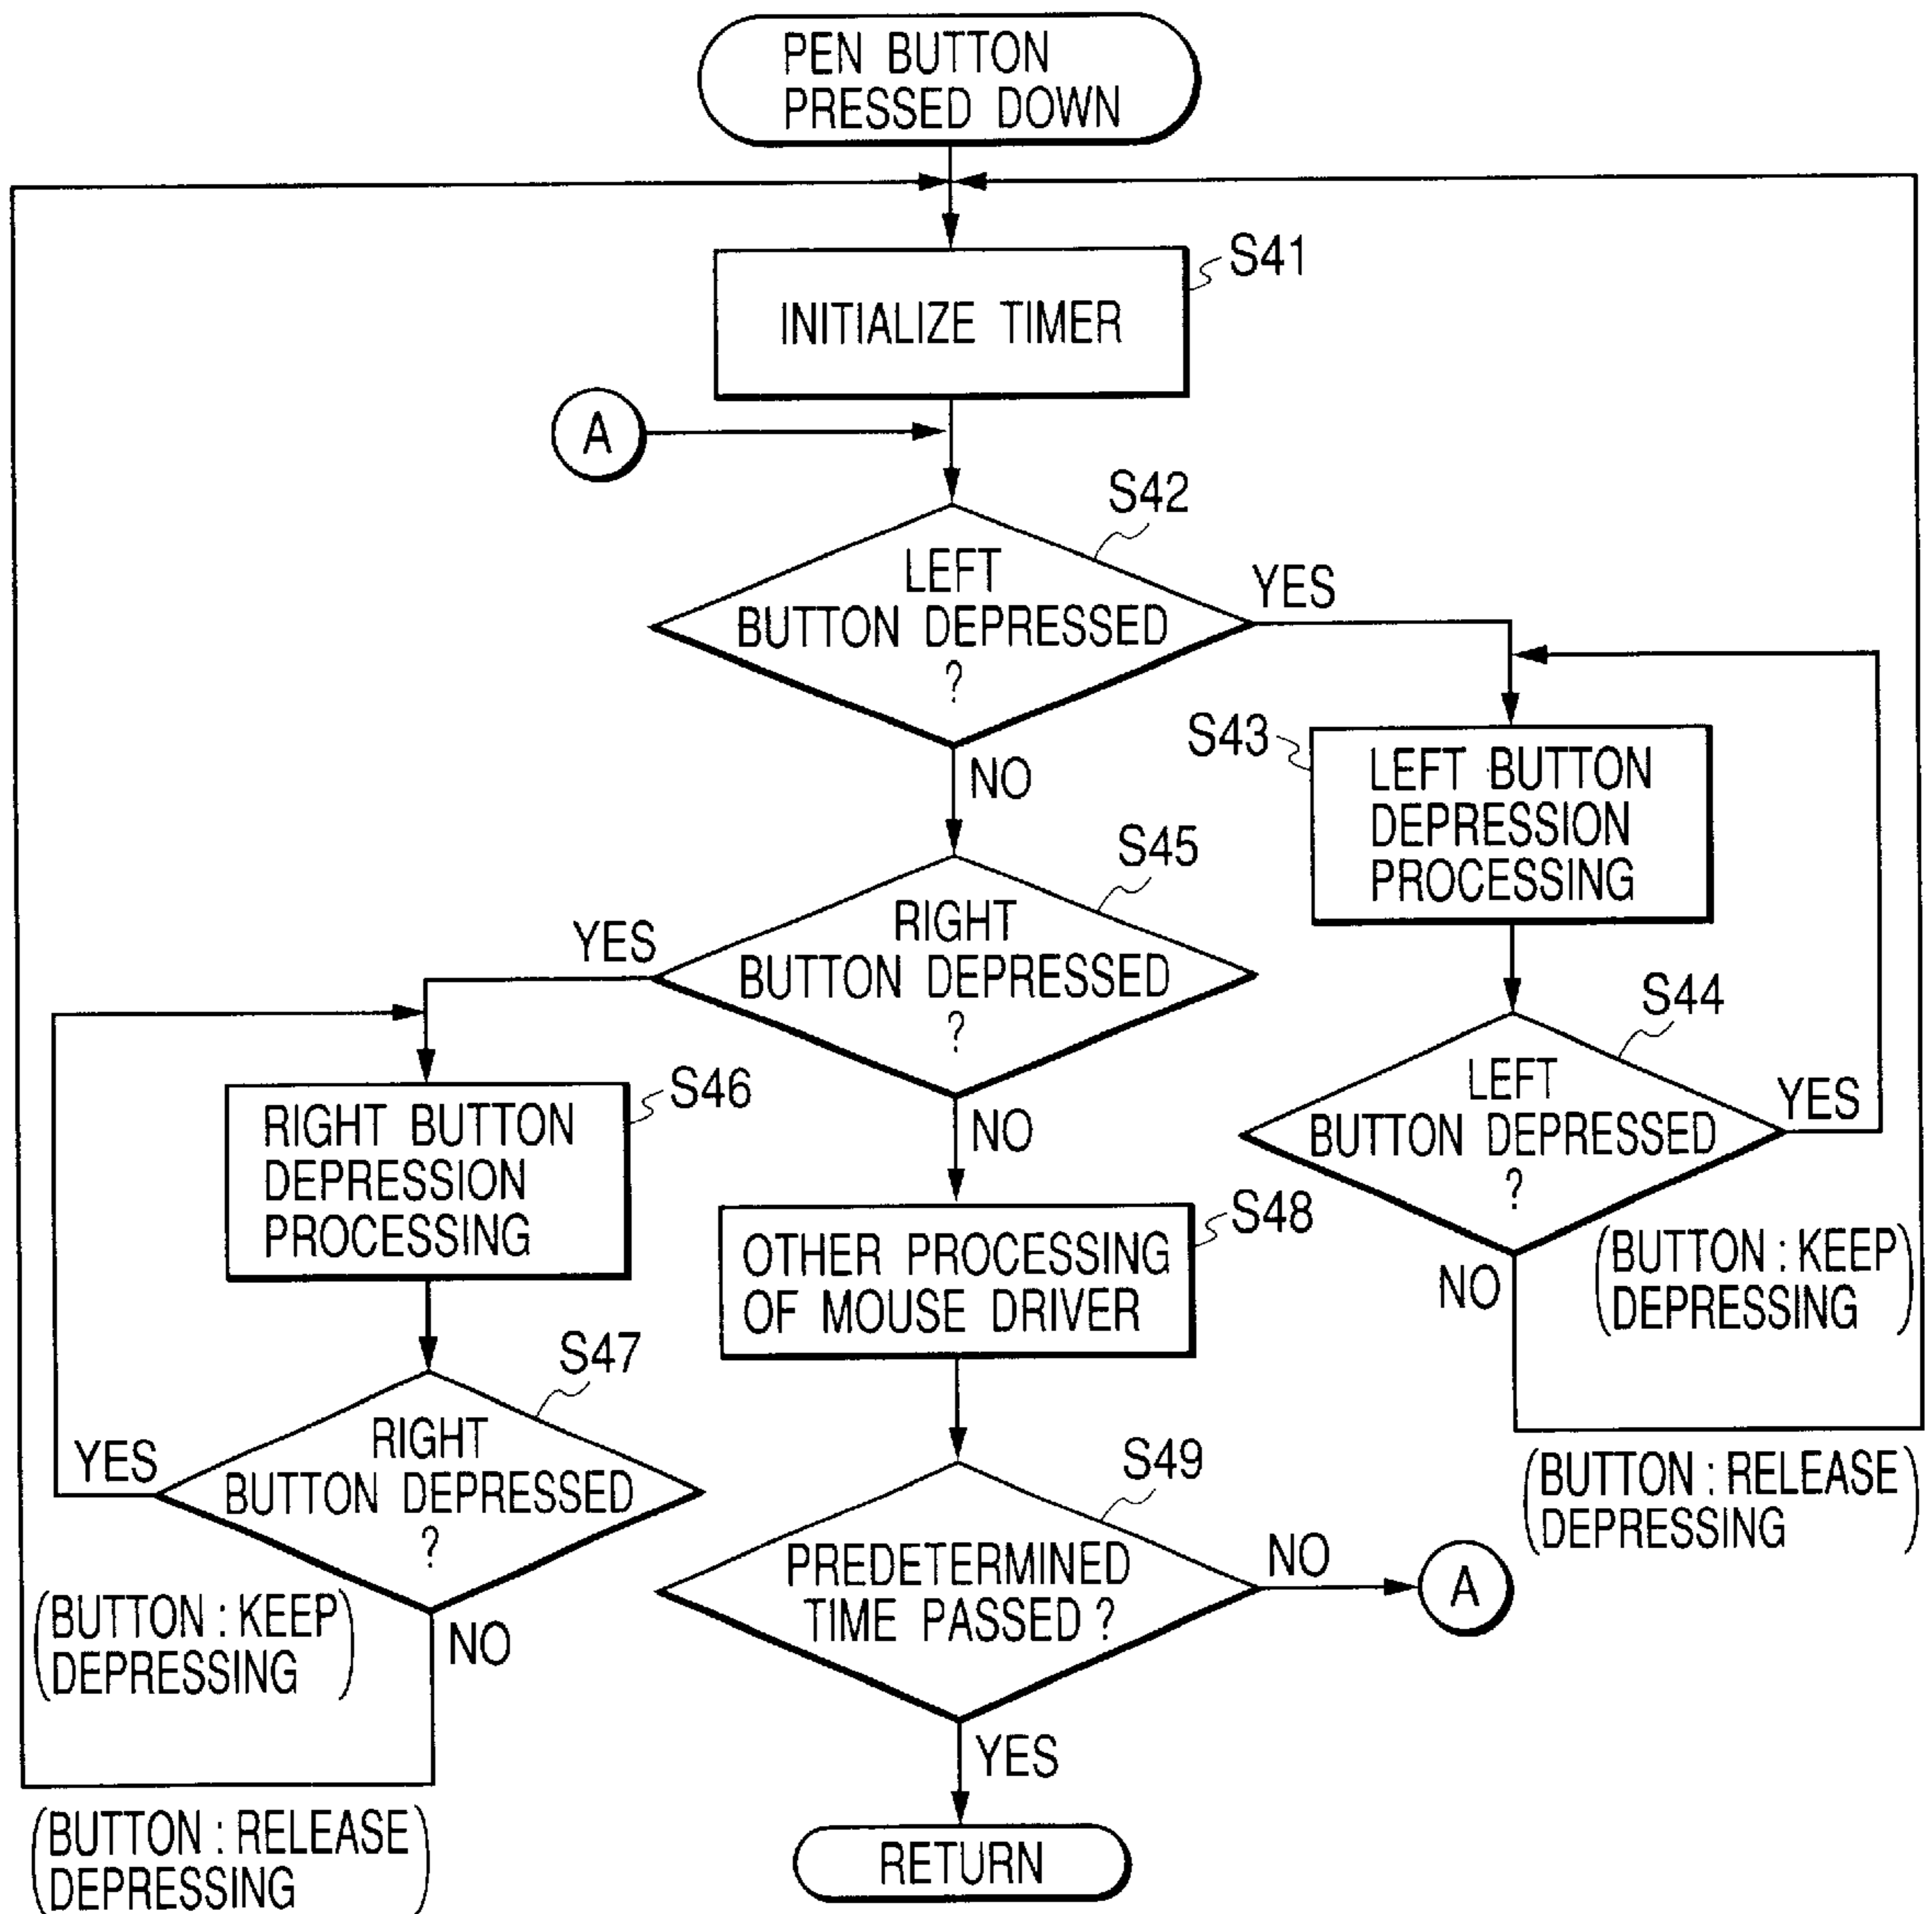 PEN BUTTON
PRESSED DOWN
S41
INITIALIZE TIMER
A
S42
LEFT
BUTTON DEPRESSED
?
YES
NO
S43
LEFT BUTTON
DEPRESSION
PROCESSING
S45
RIGHT
BUTTON DEPRESSED
?
YES
NO
S44
LEFT
BUTTON DEPRESSED
?
YES
(BUTTON : KEEP
DEPRESSING)
NO
(BUTTON : RELEASE
DEPRESSING)
S46
RIGHT BUTTON
DEPRESSION
PROCESSING
S48
OTHER PROCESSING
OF MOUSE DRIVER
S47
RIGHT
BUTTON DEPRESSED
?
YES
(BUTTON : KEEP
DEPRESSING)
NO
(BUTTON : RELEASE
DEPRESSING)
S49
PREDETERMINED
TIME PASSED ?
NO
A
YES
RETURN